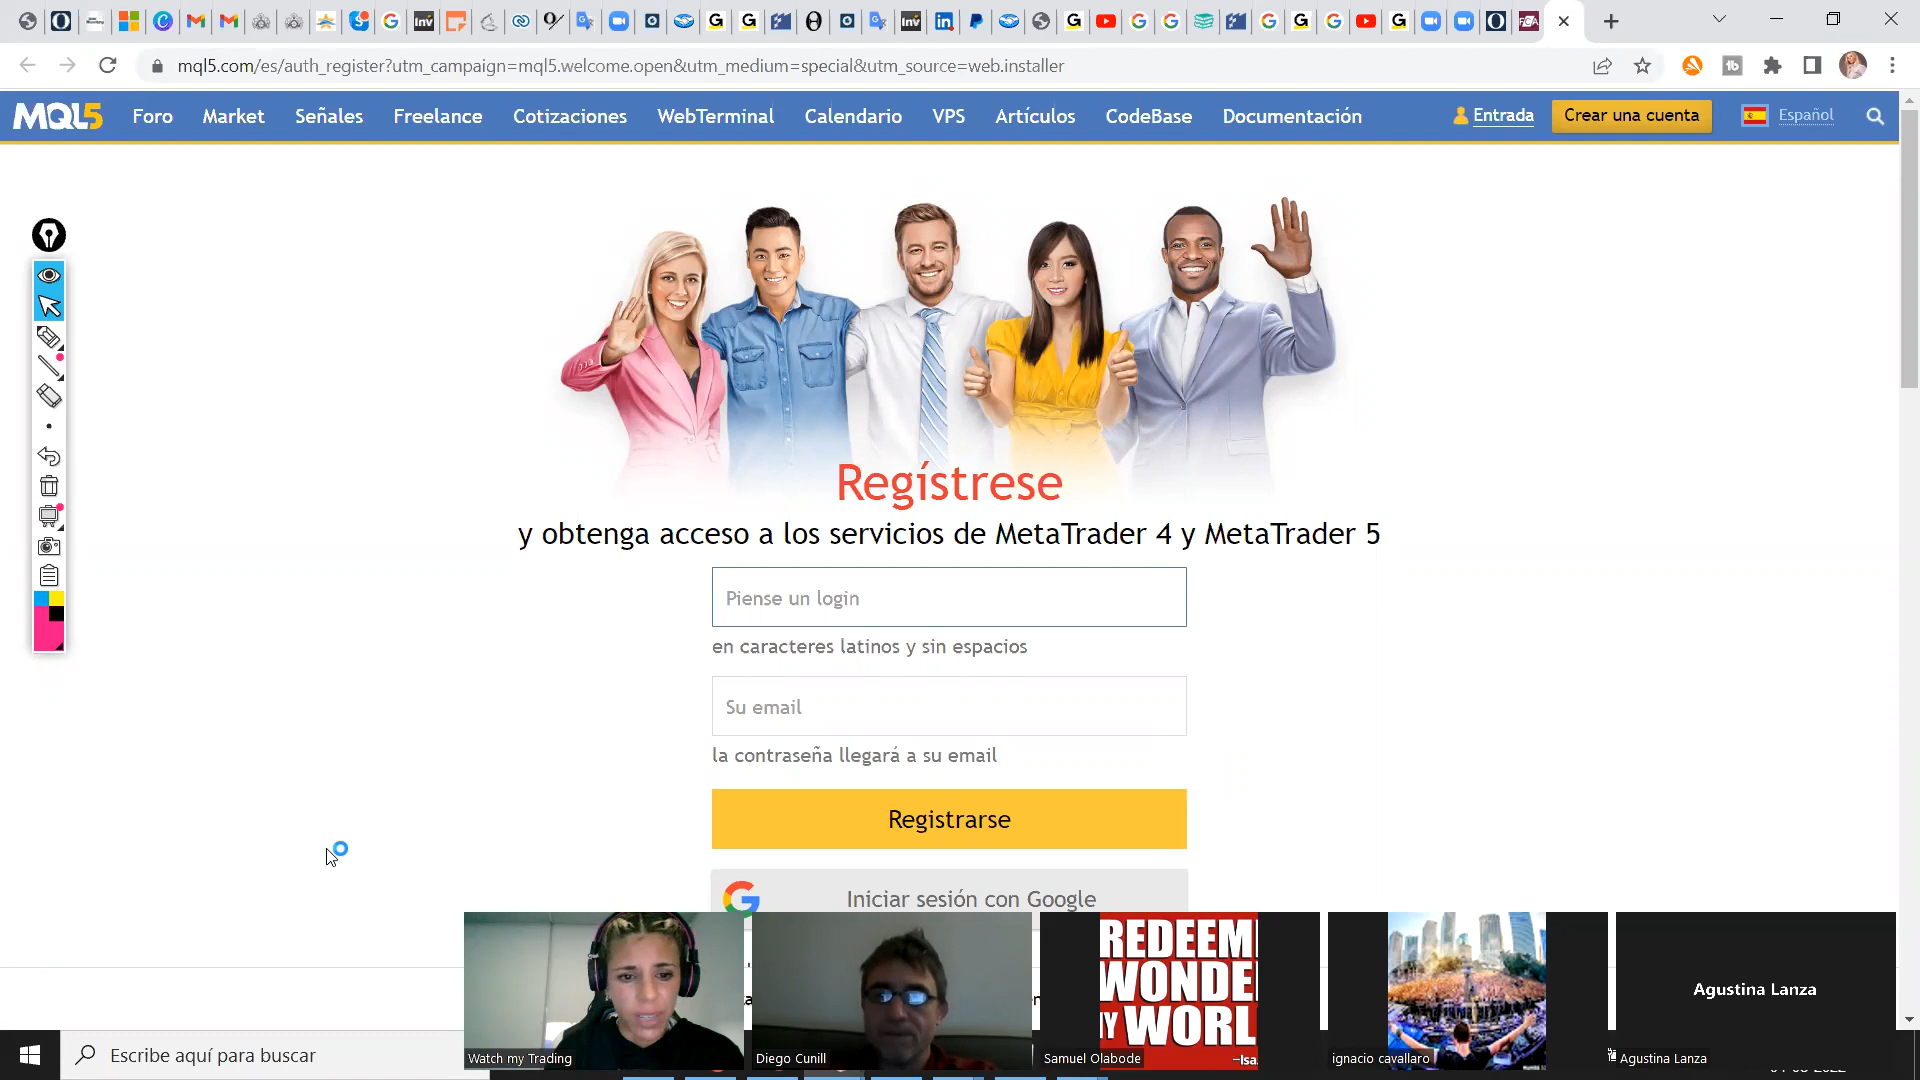 mql5.com/es/auth_register?utm_campaign=mql5.welcome.open&utm_medium=special&utm_source=web.installer
MQL5 Foro Market Señales Freelance Cotizaciones WebTerminal Calendario VPS Artículos CodeBase Documentación Entrada Crear una cuenta Español
Regístrese
y obtenga acceso a los servicios de MetaTrader 4 y MetaTrader 5
Piense un login
en caracteres latinos y sin espacios
Su email
la contraseña llegará a su email
Registrarse
Iniciar sesión con Google
REDEEM
WONDE
Y WORL
–Isa.
Agustina Lanza
Watch my Trading
Diego Cunill
Samuel Olabode
ignacio cavallaro
Agustina Lanza
Escribe aquí para buscar